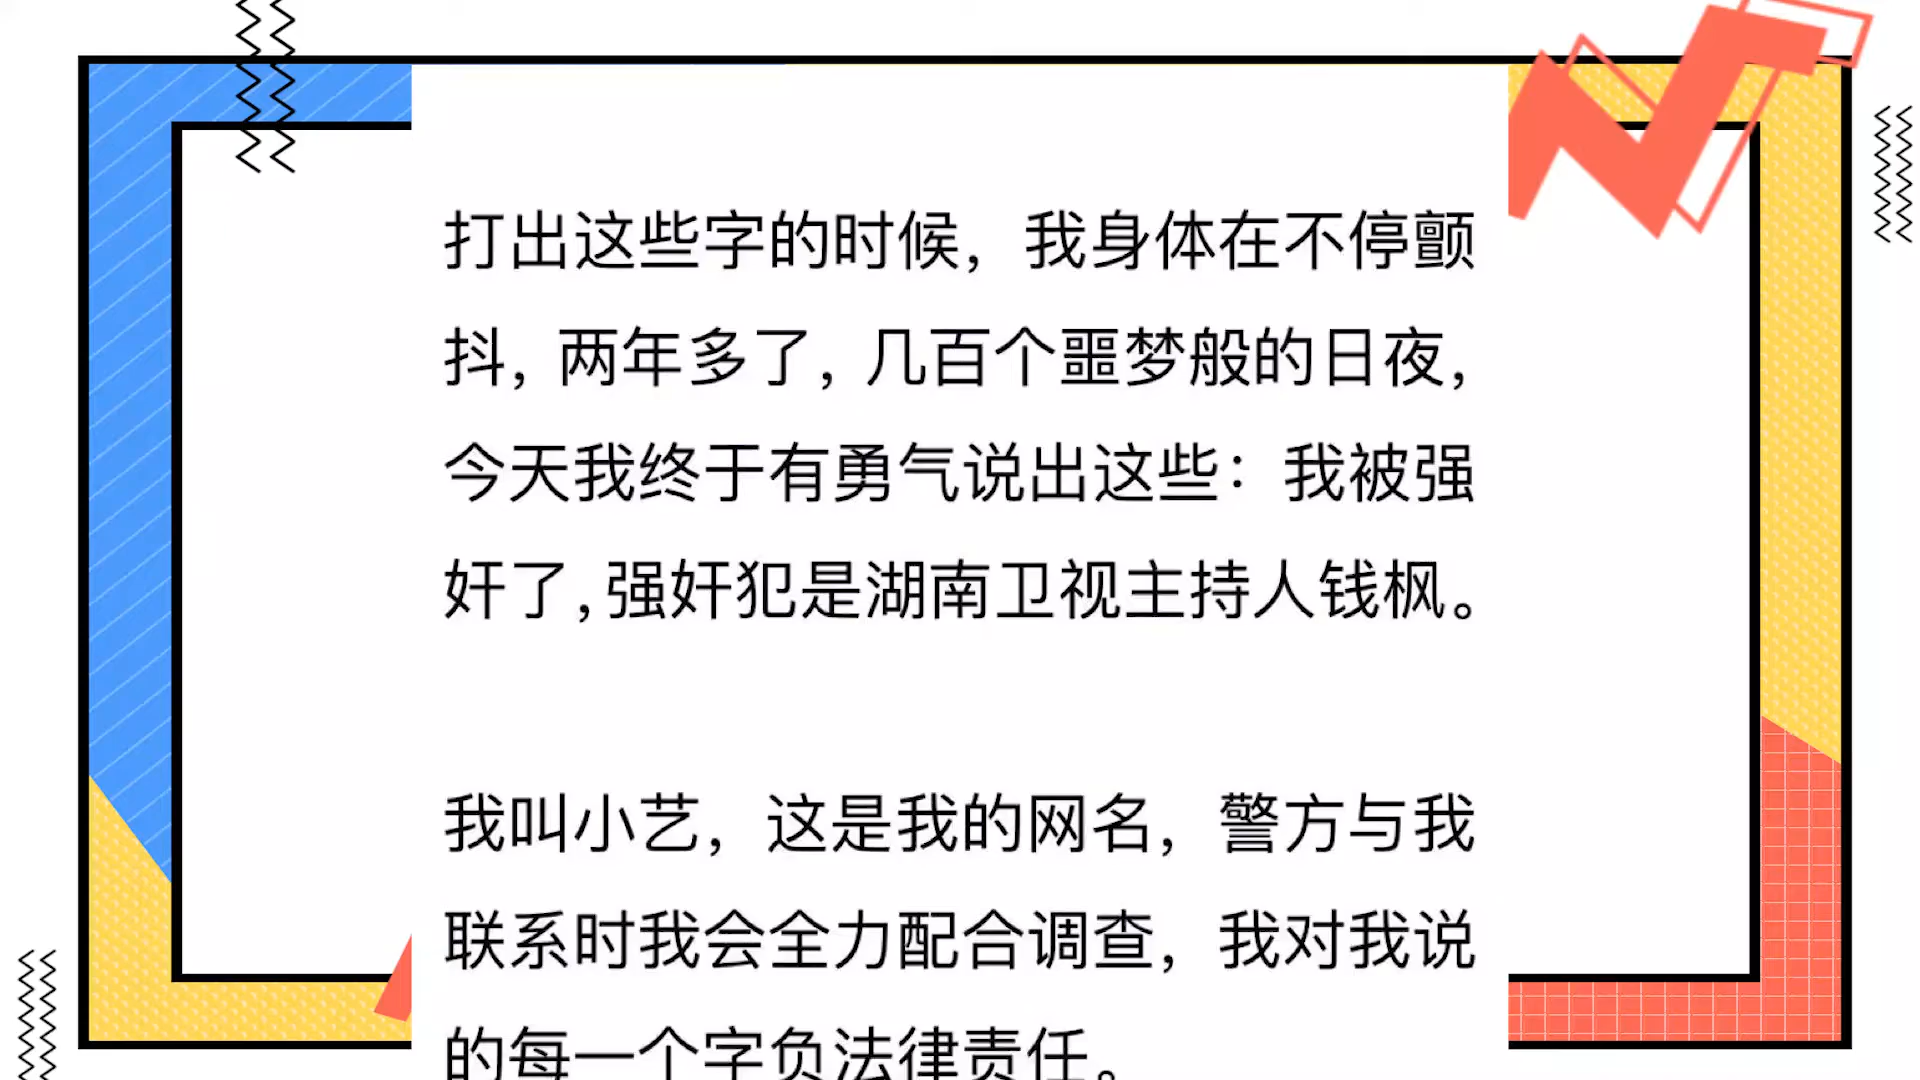 打出这些字的时候，我身体在不停颤
抖，两年多了，几百个噩梦般的日夜，
今天我终于有勇气说出这些：我被强
奸了，强奸犯是湖南卫视主持人钱枫。
我叫小艺，这是我的网名，警方与我
联系时我会全力配合调查，我对我说
的每一个字负法律责任。